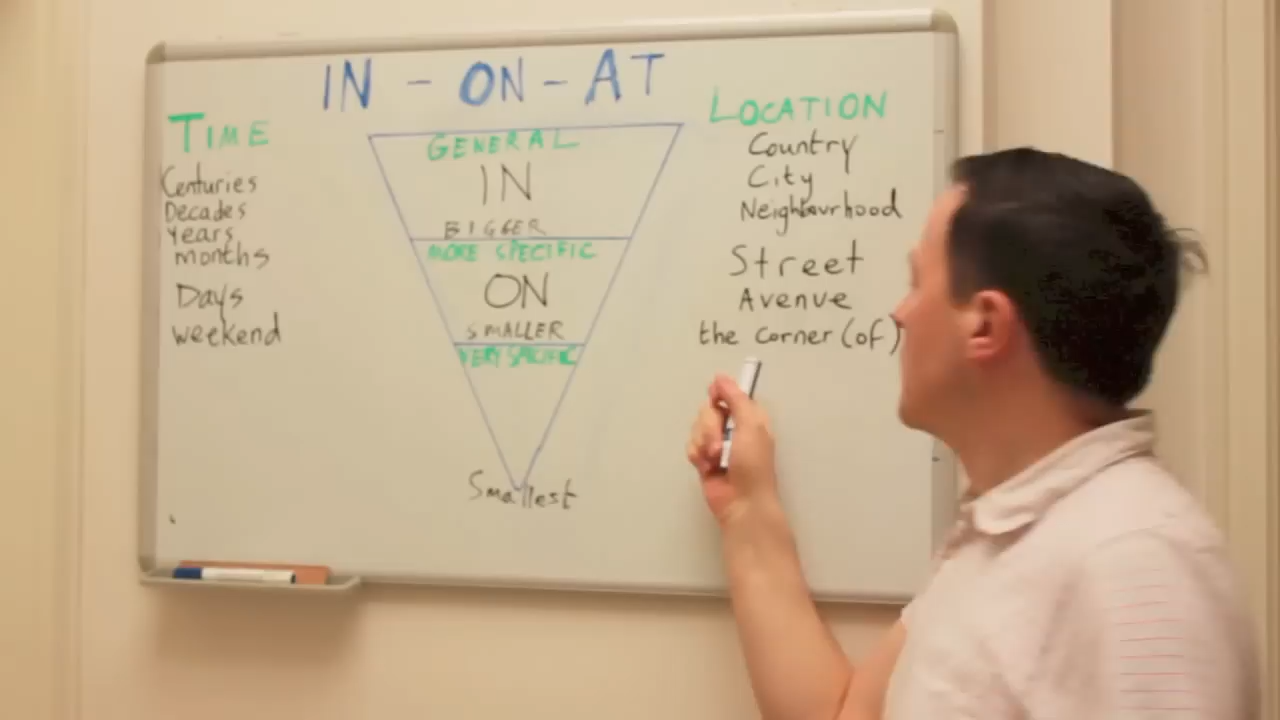 IN - ON - AT
TIME
Centuries
Decades
years
months
Days
weekend
GENERAL
IN
BIGGER
MORE SPECIFIC
ON
SMALLER
VERY SPECIFIC
Smallest
LOCATION
Country
City
Neighbourhood
Street
Avenue
the corner (of)